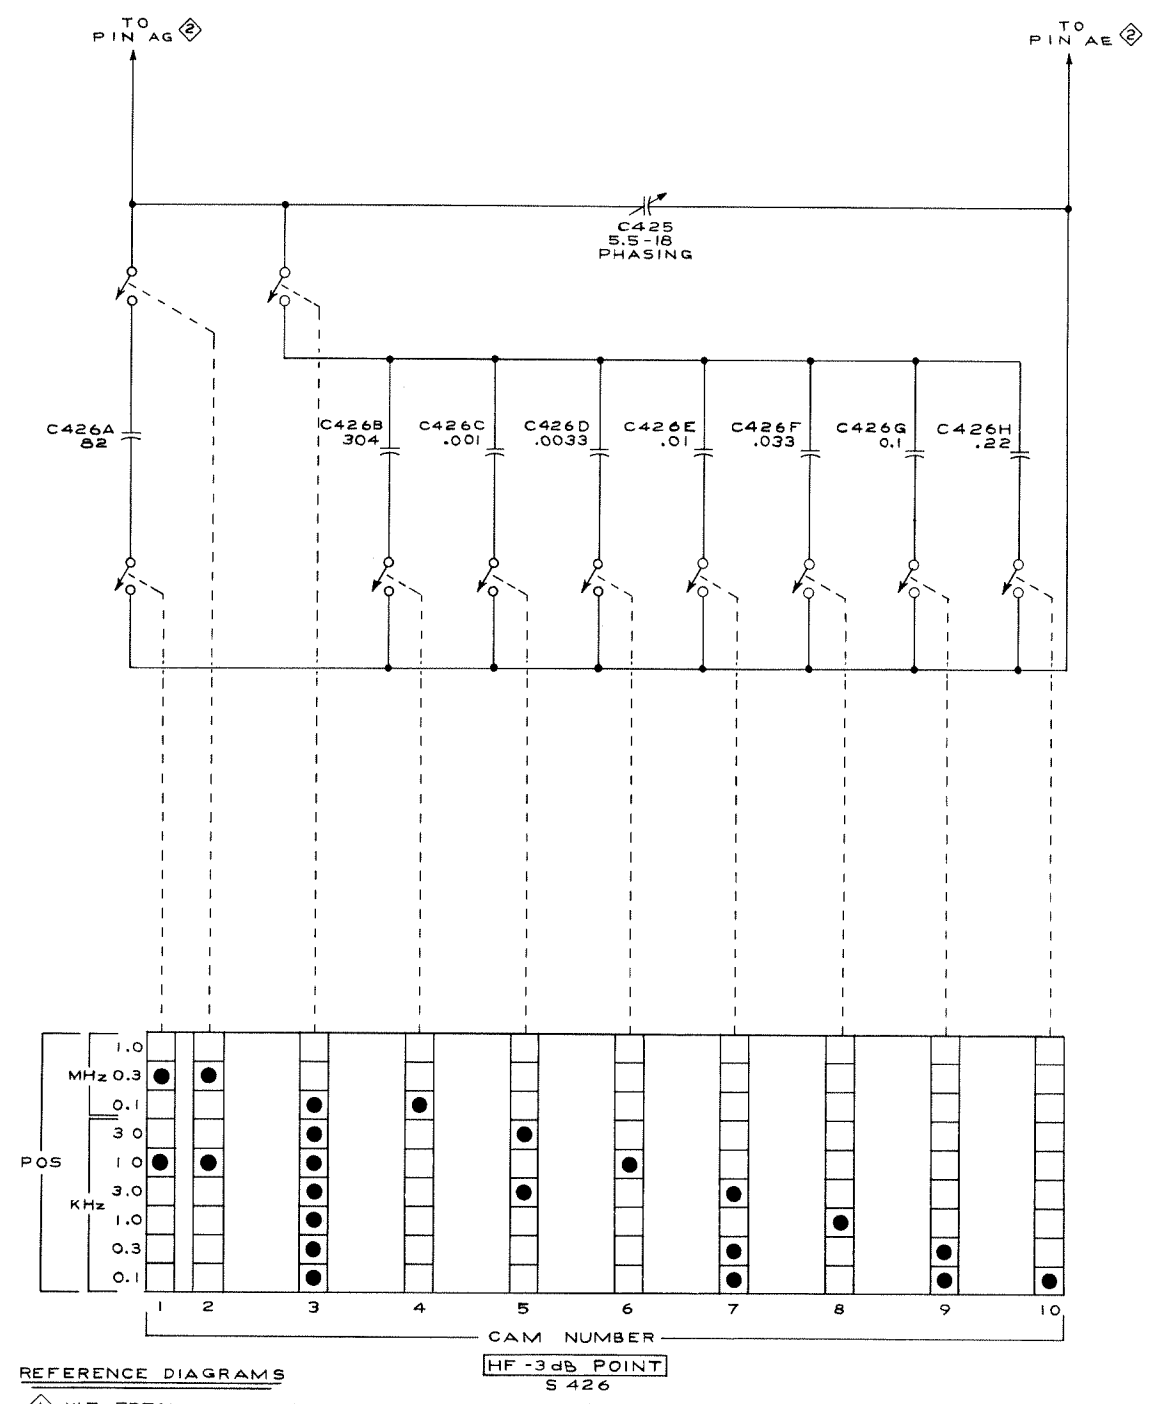 TO
PIN AG 2
TO
PIN AE 2
C425
5.5-18
PHASING
C426A
82
C426B
304
C426C
.001
C426D
.0033
C426E
.01
C426F
.033
C426G
0.1
C426H
.22
POS
MHz
1.0
0.3
0.1
KHz
30
10
3.0
1.0
0.3
0.1
1 2 3 4 5 6 7 8 9 10
CAM NUMBER
HF -3dB POINT
S 426
REFERENCE DIAGRAMS